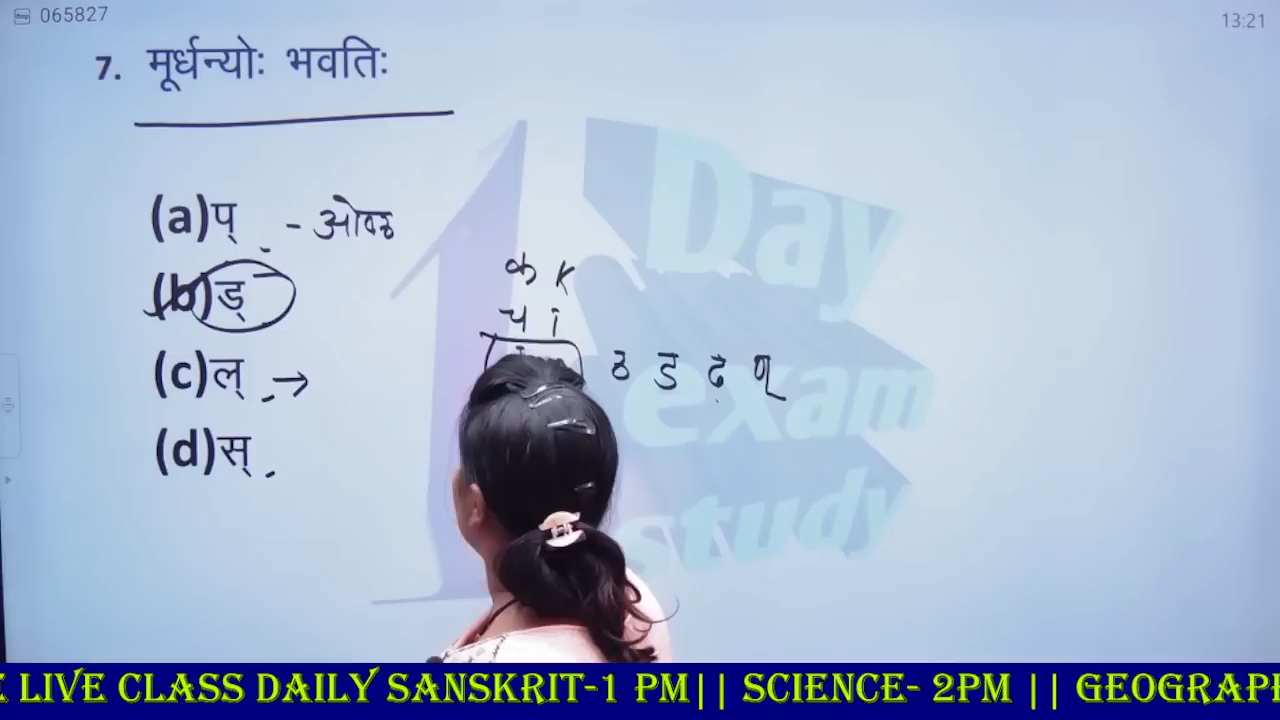 065827
13:21
7. मूर्धन्योः भवतिः
(a)प् - ओष्ठ
(b)ड्
(c)ल् →
(d)स्
क K
च i
ठ ड ढ ण्
1 Day exam study
LIVE CLASS DAILY SANSKRIT-1 PM|| SCIENCE- 2PM || GEOGRAP